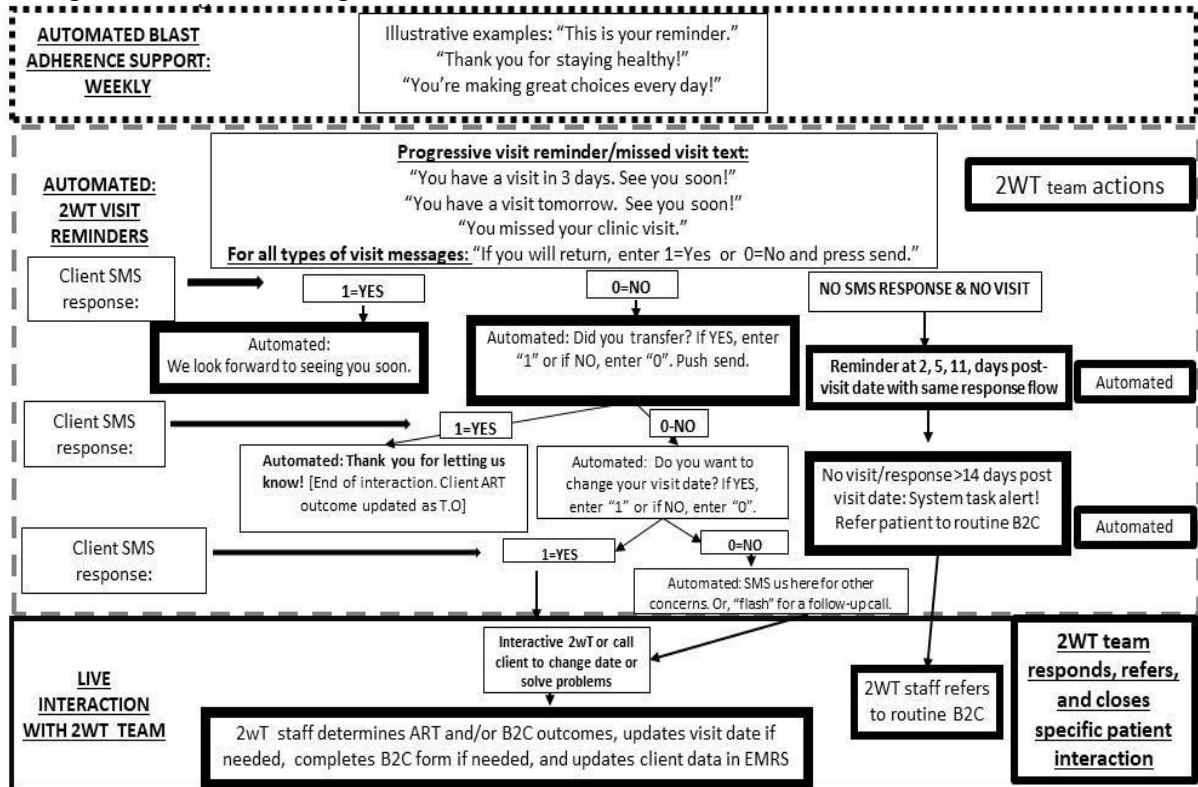 AUTOMATED BLAST
ADHERENCE SUPPORT:
WEEKLY
Illustrative examples: “This is your reminder.”
“Thank you for staying healthy!”
“You’re making great choices every day!”
AUTOMATED:
2WT VISIT
REMINDERS
Progressive visit reminder/missed visit text:
“You have a visit in 3 days. See you soon!”
“You have a visit tomorrow. See you soon!”
“You missed your clinic visit.”
For all types of visit messages: “If you will return, enter 1=Yes or 0=No and press send.”
2WT team actions
Client SMS
response:
1=YES
0=NO
NO SMS RESPONSE & NO VISIT
Automated:
We look forward to seeing you soon.
Automated: Did you transfer? If YES, enter
“1” or if NO, enter “0”. Push send.
Reminder at 2, 5, 11, days post-
visit date with same response flow
Automated
Client SMS
response:
1=YES
0-NO
Automated: Thank you for letting us
know! [End of interaction. Client ART
outcome updated as T.O]
Automated: Do you want to
change your visit date? If YES,
enter “1” or if NO, enter “0”.
No visit/response>14 days post
visit date: System task alert!
Refer patient to routine B2C
Automated
Client SMS
response:
1=YES
0=NO
Automated: SMS us here for other
concerns. Or, “flash” for a follow-up call.
LIVE
INTERACTION
WITH 2WT TEAM
Interactive 2wT or call
client to change date or
solve problems
2WT staff refers
to routine B2C
2WT team
responds, refers,
and closes
specific patient
interaction
2wT staff determines ART and/or B2C outcomes, updates visit date if
needed, completes B2C form if needed, and updates client data in EMRS